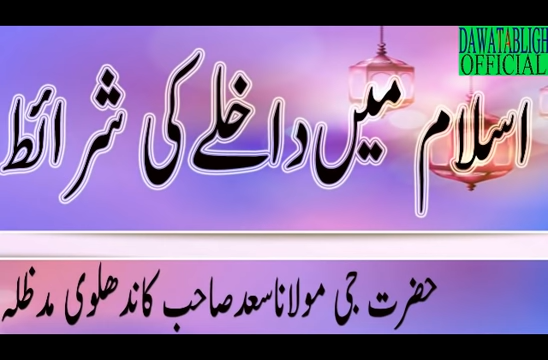 DAWATABLIGH
OFFICIAL
اسلام میں داخلے کی شرائط
حضرت جی مولانا سعد صاحب کاندھلوی مدظلہ